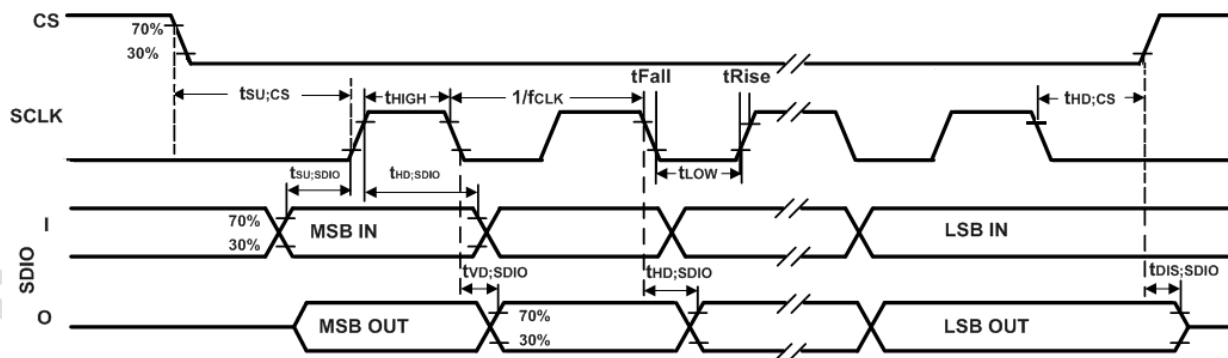 CS
70%
30%
tFall
tRise
tSU;CS
tHIGH
1/fCLK
tHD;CS
SCLK
tLOW
tSU;SDIO
tHD;SDIO
I
70%
30%
MSB IN
LSB IN
SDIO
tVD;SDIO
tHD;SDIO
tDIS;SDIO
O
MSB OUT
70%
30%
LSB OUT